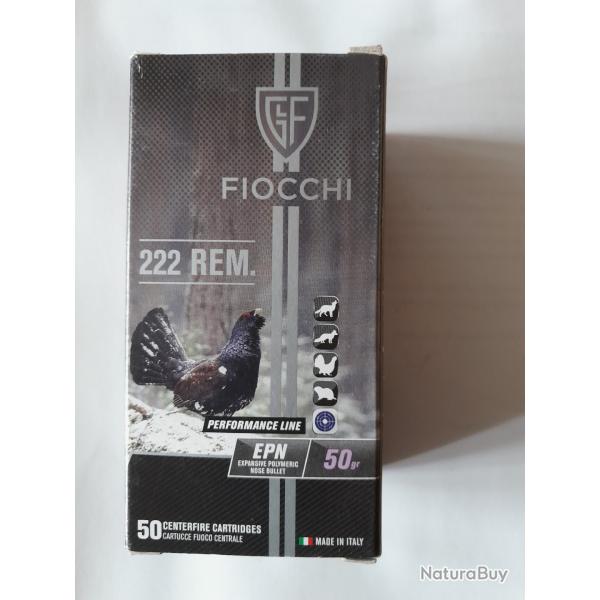 GFL
FIOCCHI
222 REM.
PERFORMANCE LINE
EPN
EXPANSIVE POLYMERIC
NOSE BULLET
50gr
50 CENTERFIRE CARTRIDGES
CARTUCCE FUOCO CENTRALE
MADE IN ITALY
NaturaBuy